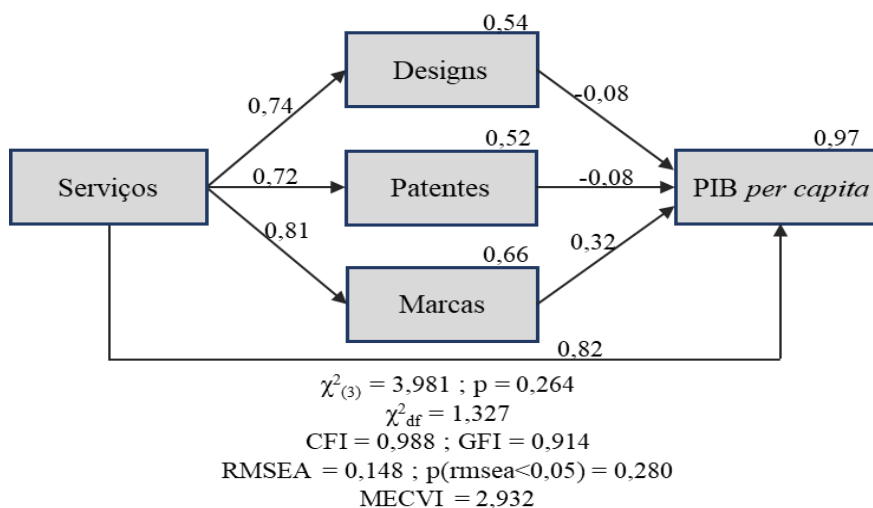 0,54
Designs
0,74
-0,08
0,52
0,97
Serviços
0,72
Patentes
-0,08
PIB per capita
0,81
0,66
0,32
Marcas
0,82
χ²(3) = 3,981 ; p = 0,264
χ²df = 1,327
CFI = 0,988 ; GFI = 0,914
RMSEA = 0,148 ; p(rmsea<0,05) = 0,280
MECVI = 2,932